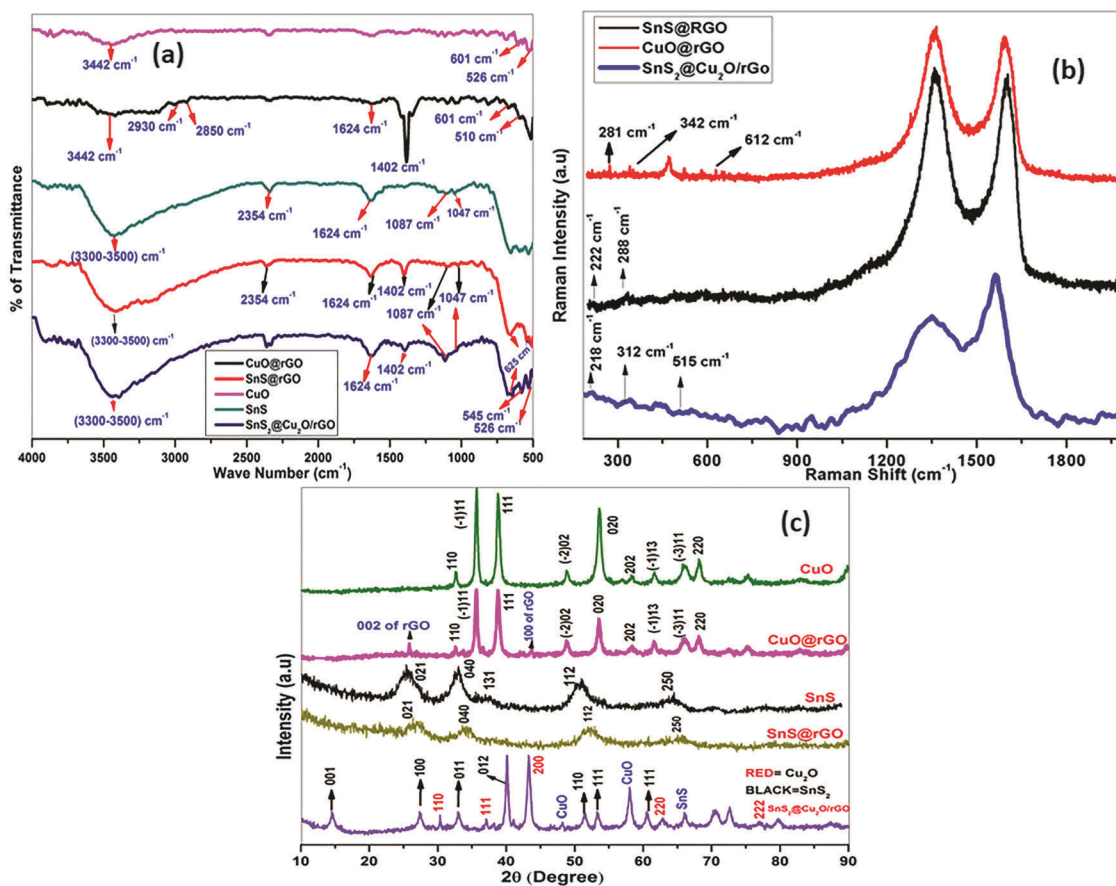 (a)
3442 cm⁻¹
601 cm⁻¹
526 cm⁻¹
2930 cm⁻¹
2850 cm⁻¹
3442 cm⁻¹
1624 cm⁻¹
1402 cm⁻¹
601 cm⁻¹
510 cm⁻¹
(3300-3500) cm⁻¹
2354 cm⁻¹
1624 cm⁻¹
1087 cm⁻¹
1047 cm⁻¹
(3300-3500) cm⁻¹
2354 cm⁻¹
1624 cm⁻¹
1402 cm⁻¹
1087 cm⁻¹
1047 cm⁻¹
625 cm⁻¹
(3300-3500) cm⁻¹
1624 cm⁻¹
1402 cm⁻¹
545 cm⁻¹
526 cm⁻¹
CuO@rGO
SnS@rGO
CuO
SnS
SnS₂@Cu₂O/rGO
% of Transmittance
4000 3500 3000 2500 2000 1500 1000 500
Wave Number (cm⁻¹)
(b)
SnS@RGO
CuO@rGO
SnS₂@Cu₂O/rGo
281 cm⁻¹
342 cm⁻¹
612 cm⁻¹
222 cm⁻¹
288 cm⁻¹
218 cm⁻¹
312 cm⁻¹
515 cm⁻¹
Raman Intensity (a.u)
300 600 900 1200 1500 1800
Raman Shift (cm⁻¹)
(c)
110
(-1)11
111
(-2)02
020
202
(-1)13
(-3)11
220
CuO
002 of rGO
110
(-1)11
111
100 of rGO
(-2)02
020
202
(-1)13
(-3)11
220
CuO@rGO
021
040
131
112
250
SnS
021
040
112
250
SnS@rGO
001
100
110
011
111
012
200
CuO
110
111
CuO
111
220
SnS
222
RED= Cu₂O
BLACK=SnS₂
SnS₂@Cu₂O/rGO
Intensity (a.u)
10 20 30 40 50 60 70 80 90
2θ (Degree)